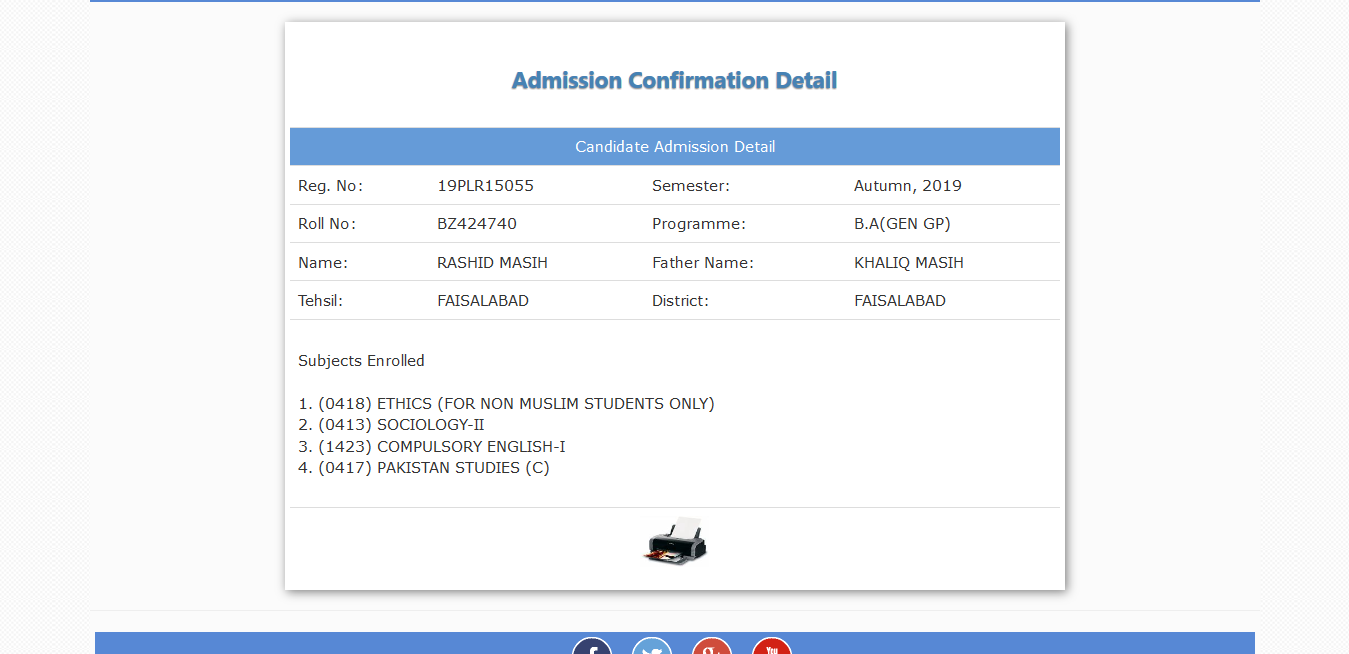 Admission Confirmation Detail
Candidate Admission Detail
Reg. No: 19PLR15055 Semester: Autumn, 2019
Roll No: BZ424740 Programme: B.A(GEN GP)
Name: RASHID MASIH Father Name: KHALIQ MASIH
Tehsil: FAISALABAD District: FAISALABAD
Subjects Enrolled
1. (0418) ETHICS (FOR NON MUSLIM STUDENTS ONLY)
2. (0413) SOCIOLOGY-II
3. (1423) COMPULSORY ENGLISH-I
4. (0417) PAKISTAN STUDIES (C)